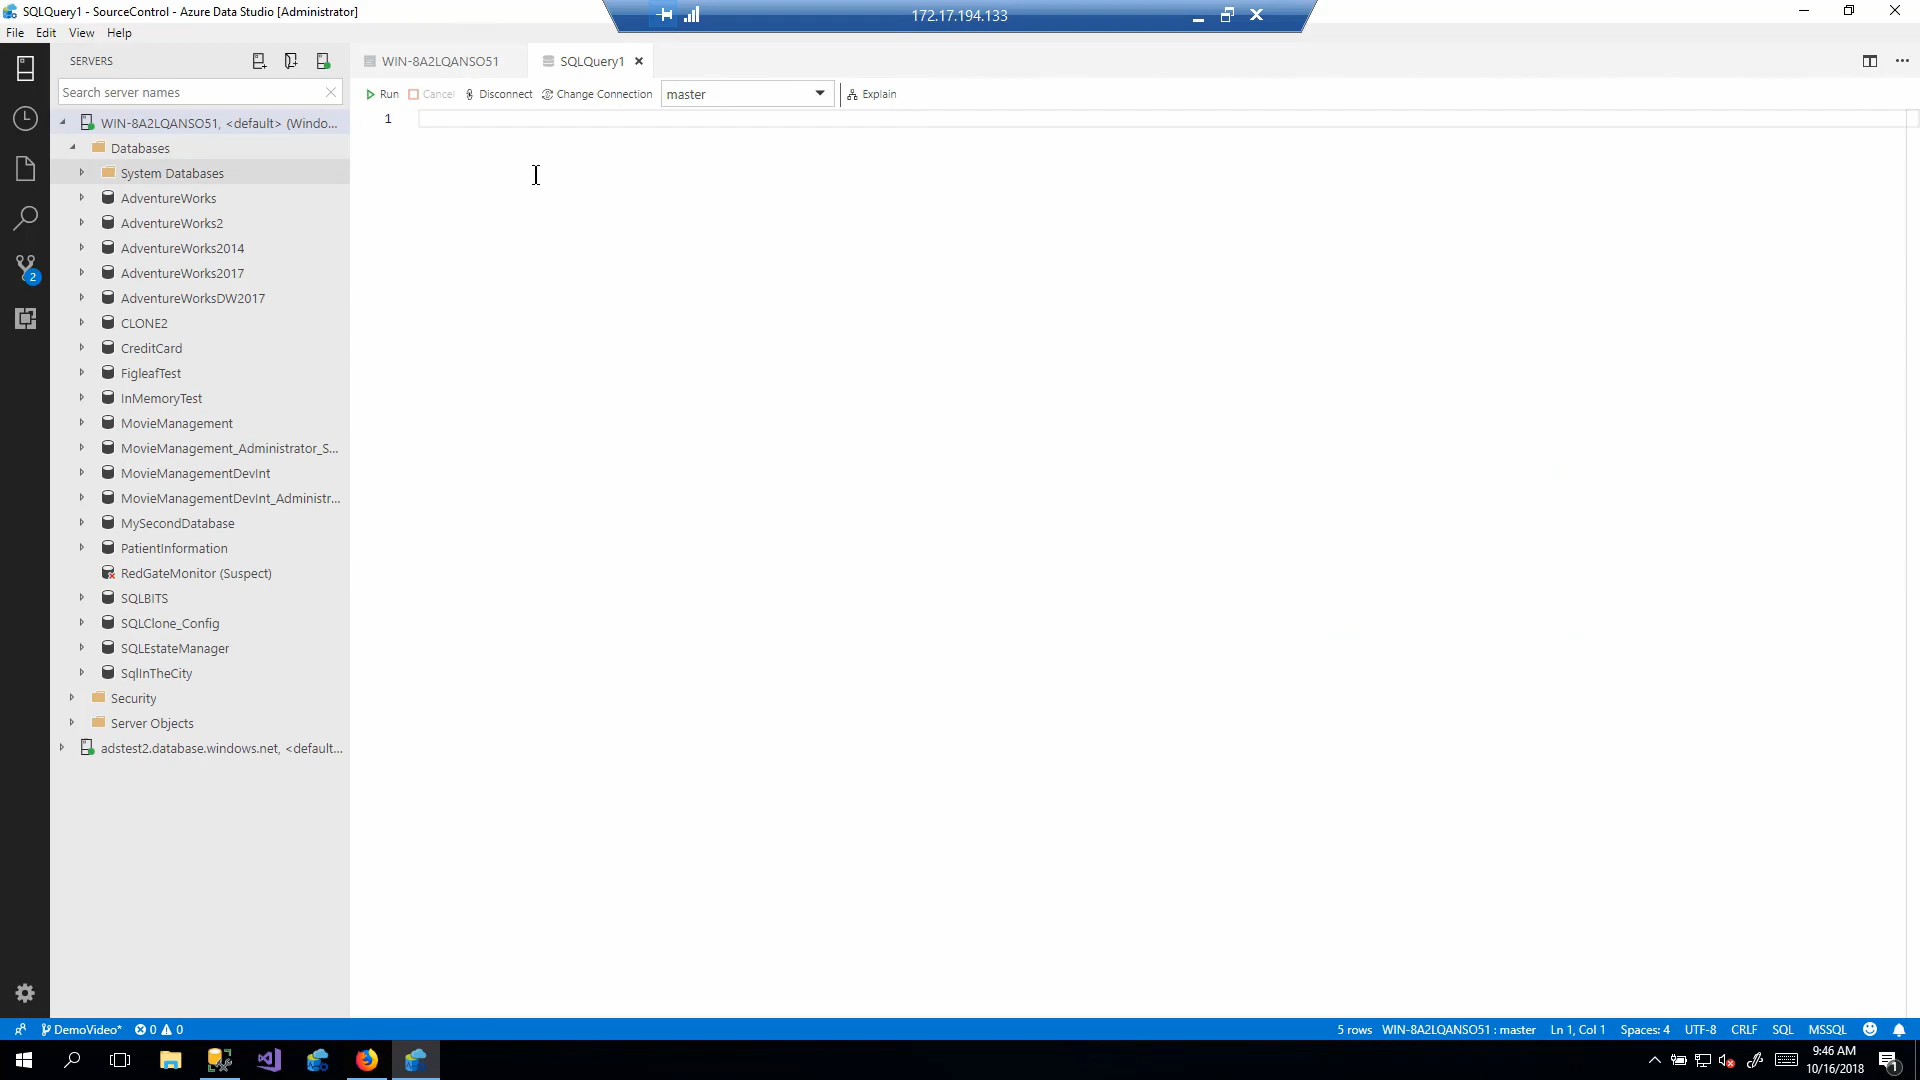 SQLQuery1 - SourceControl - Azure Data Studio [Administrator]
172.17.194.133
File Edit View Help
SERVERS
WIN-8A2LQANSO51
SQLQuery1
Search server names
Run Cancel Disconnect Change Connection master Explain
1
WIN-8A2LQANSO51, <default> (Windo...
Databases
System Databases
AdventureWorks
AdventureWorks2
AdventureWorks2014
AdventureWorks2017
AdventureWorksDW2017
CLONE2
CreditCard
FigleafTest
InMemoryTest
MovieManagement
MovieManagement_Administrator_S...
MovieManagementDevInt
MovieManagementDevInt_Administr...
MySecondDatabase
PatientInformation
RedGateMonitor (Suspect)
SQLBITS
SQLClone_Config
SQLEstateManager
SqlInTheCity
Security
Server Objects
adstest2.database.windows.net, <default...
2
DemoVideo* 0 0
5 rows WIN-8A2LQANSO51 : master Ln 1, Col 1 Spaces: 4 UTF-8 CRLF SQL MSSQL
9:46 AM
10/16/2018
1